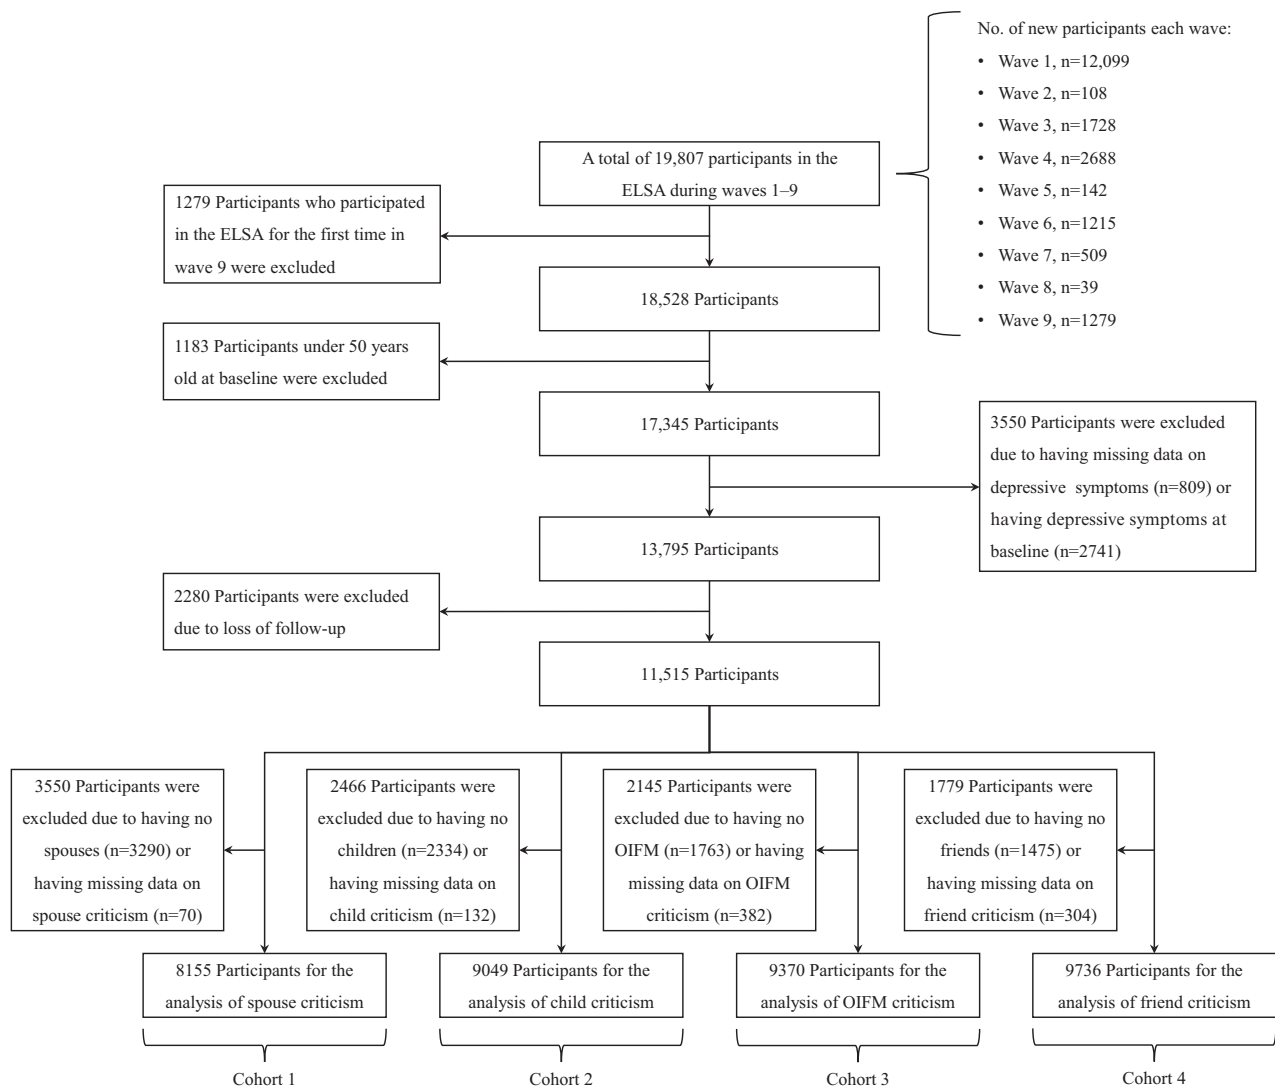 No. of new participants each wave:
• Wave 1, n=12,099
• Wave 2, n=108
• Wave 3, n=1728
• Wave 4, n=2688
• Wave 5, n=142
• Wave 6, n=1215
• Wave 7, n=509
• Wave 8, n=39
• Wave 9, n=1279
A total of 19,807 participants in the
ELSA during waves 1–9
1279 Participants who participated
in the ELSA for the first time in
wave 9 were excluded
18,528 Participants
1183 Participants under 50 years
old at baseline were excluded
17,345 Participants
3550 Participants were excluded
due to having missing data on
depressive symptoms (n=809) or
having depressive symptoms at
baseline (n=2741)
13,795 Participants
2280 Participants were excluded
due to loss of follow-up
11,515 Participants
3550 Participants were
excluded due to having no
spouses (n=3290) or
having missing data on
spouse criticism (n=70)
2466 Participants were
excluded due to having no
children (n=2334) or
having missing data on
child criticism (n=132)
2145 Participants were
excluded due to having no
OIFM (n=1763) or having
missing data on OIFM
criticism (n=382)
1779 Participants were
excluded due to having no
friends (n=1475) or
having missing data on
friend criticism (n=304)
8155 Participants for the
analysis of spouse criticism
9049 Participants for the
analysis of child criticism
9370 Participants for the
analysis of OIFM criticism
9736 Participants for the
analysis of friend criticism
Cohort 1
Cohort 2
Cohort 3
Cohort 4